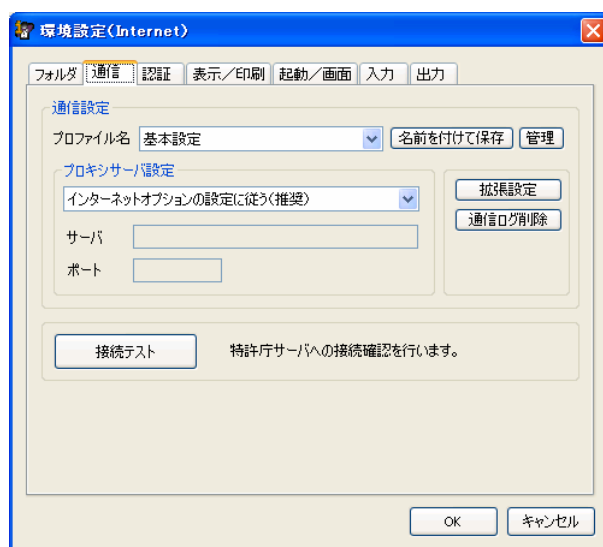 環境設定(Internet)
フォルダ 通信 認証 表示／印刷 起動／画面 入力 出力
通信設定
プロファイル名 基本設定 名前を付けて保存 管理
プロキシサーバ設定
インターネットオプションの設定に従う(推奨) 拡張設定
通信ログ削除
サーバ
ポート
接続テスト 特許庁サーバへの接続確認を行います。
OK キャンセル